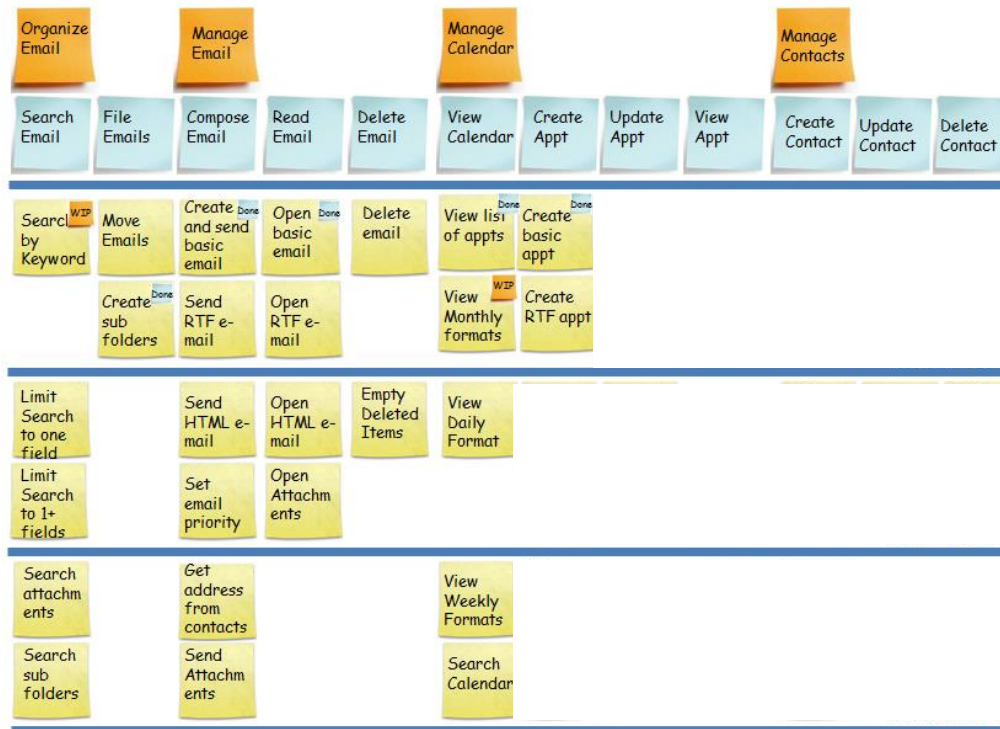 Organize
Email
Manage
Email
Manage
Calendar
Manage
Contacts
Search
Email
File
Emails
Compose
Email
Read
Email
Delete
Email
View
Calendar
Create
Appt
Update
Appt
View
Appt
Create
Contact
Update
Contact
Delete
Contact
Search
by
Keyword
WIP
Move
Emails
Create
and send
basic
email
Done
Open
basic
email
Done
Delete
email
View list
of appts
Done
Create
basic
appt
Done
Create
sub
folders
Done
Send
RTF e-
mail
Open
RTF e-
mail
View
Monthly
formats
WIP
Create
RTF appt
Limit
Search
to one
field
Send
HTML e-
mail
Open
HTML e-
mail
Empty
Deleted
Items
View
Daily
Format
Limit
Search
to 1+
fields
Set
email
priority
Open
Attachm
ents
Search
attachm
ents
Get
address
from
contacts
View
Weekly
Formats
Search
sub
folders
Send
Attachm
ents
Search
Calendar